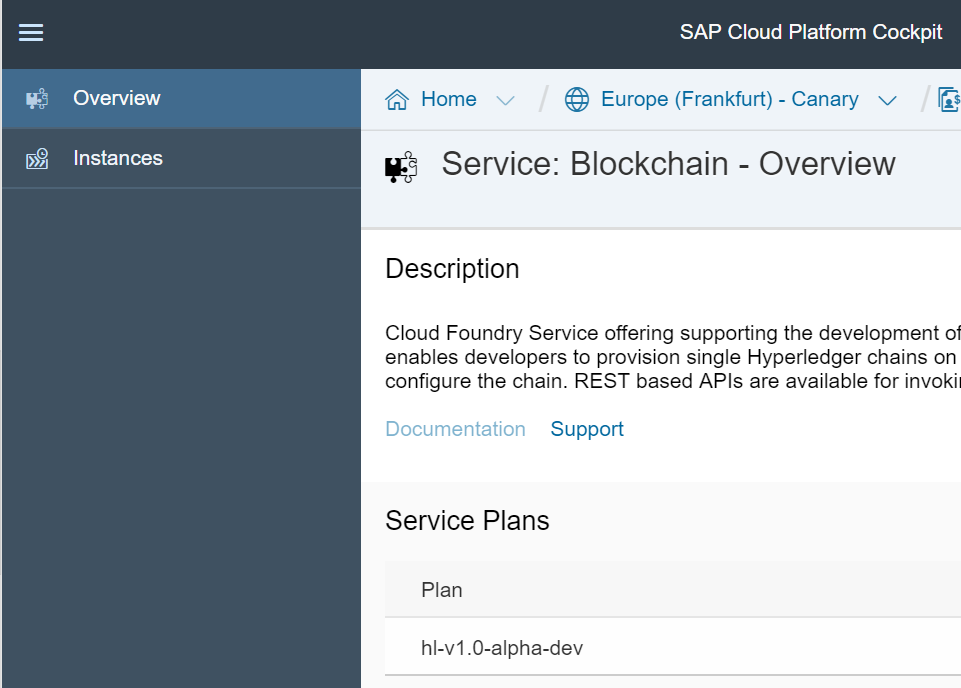 SAP Cloud Platform Cockpit
Overview
Instances
Home / Europe (Frankfurt) - Canary /
Service: Blockchain - Overview
Description
Cloud Foundry Service offering supporting the development of
enables developers to provision single Hyperledger chains on
configure the chain. REST based APIs are available for invokin
Documentation Support
Service Plans
Plan
hl-v1.0-alpha-dev